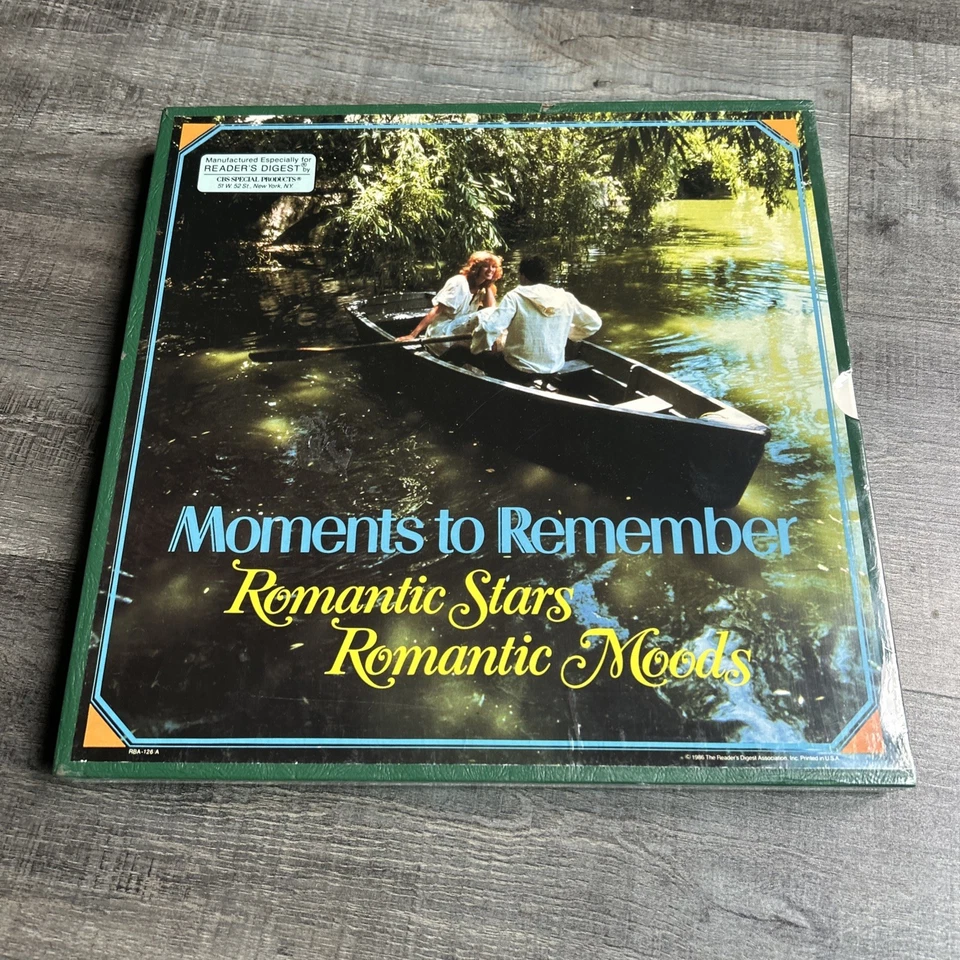 Manufactured Especially for
READER'S DIGEST® by
CBS SPECIAL PRODUCTS®
51 W. 52 St., New York, N.Y.
Moments to Remember
Romantic Stars
Romantic Moods
RBA-126 A
© 1986 The Reader's Digest Association, Inc. Printed in U.S.A.